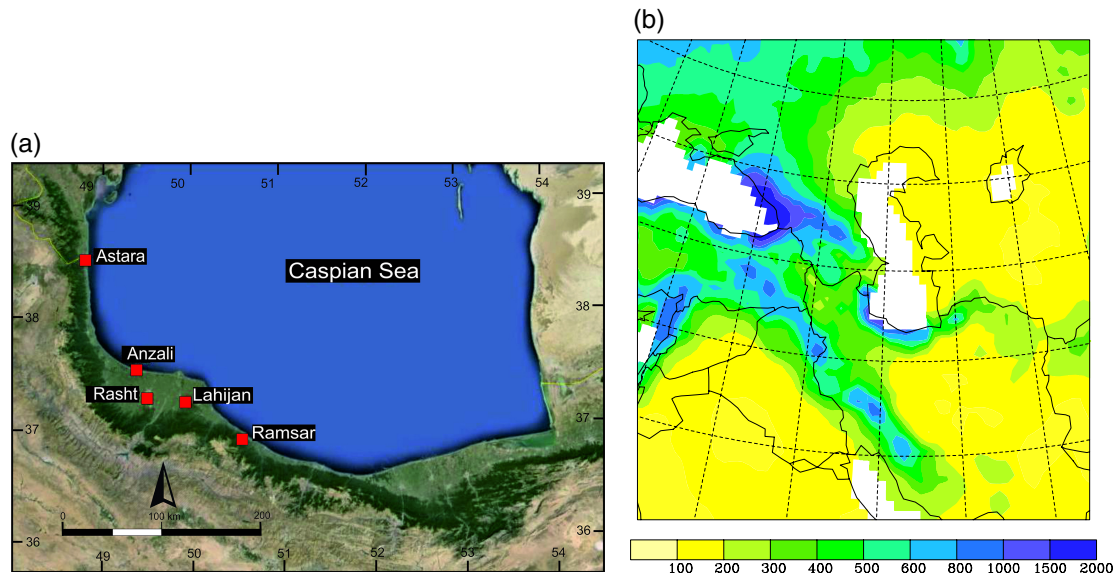 (b)
(a)
49 50 51 52 53 54
39 39
Astara
Caspian Sea
38 38
Anzali
Rasht Lahijan
37 37
Ramsar
0 100 km 200
36 36
49 50 51 52 53 54
100 200 300 400 500 600 800 1000 1500 2000